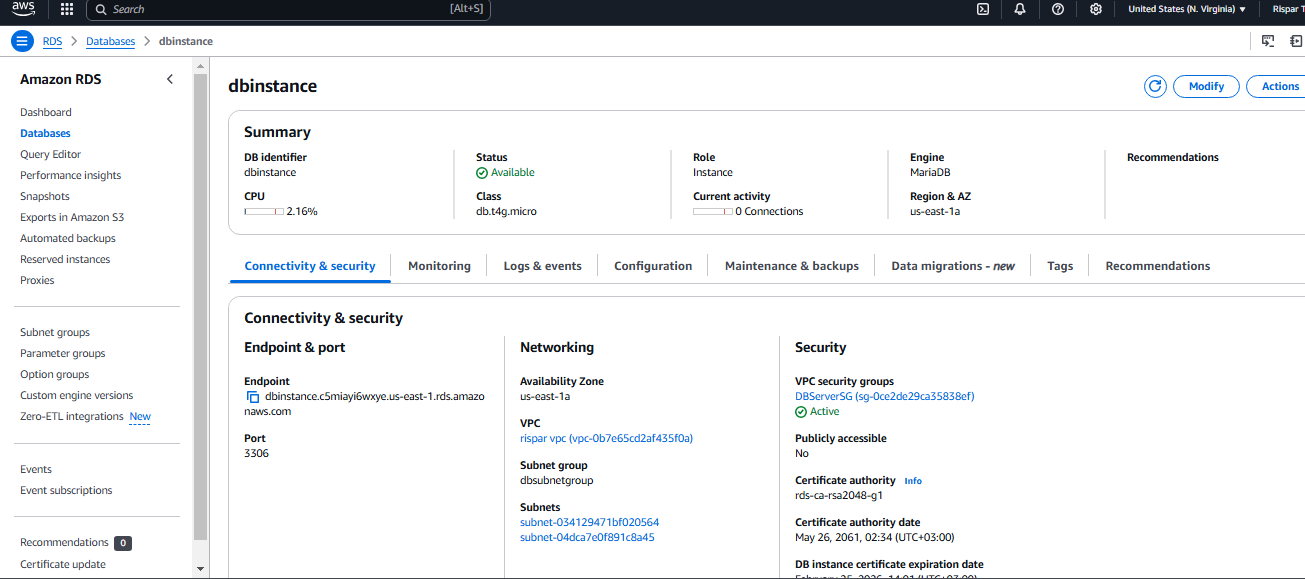 aws
Search
[Alt+S]
United States (N. Virginia) ▼
Rispar T
RDS > Databases > dbinstance
Amazon RDS
Dashboard
Databases
Query Editor
Performance insights
Snapshots
Exports in Amazon S3
Automated backups
Reserved instances
Proxies
Subnet groups
Parameter groups
Option groups
Custom engine versions
Zero-ETL integrations New
Events
Event subscriptions
Recommendations 0
Certificate update
dbinstance
Modify
Actions
Summary
DB identifier
dbinstance
CPU
2.16%
Status
Available
Class
db.t4g.micro
Role
Instance
Current activity
0 Connections
Engine
MariaDB
Region & AZ
us-east-1a
Recommendations
Connectivity & security
Monitoring
Logs & events
Configuration
Maintenance & backups
Data migrations - new
Tags
Recommendations
Connectivity & security
Endpoint & port
Endpoint
dbinstance.c5miayi6wxye.us-east-1.rds.amazo
naws.com
Port
3306
Networking
Availability Zone
us-east-1a
VPC
rispar vpc (vpc-0b7e65cd2af435f0a)
Subnet group
dbsubnetgroup
Subnets
subnet-034129471bf020564
subnet-04dca7e0f891c8a45
Security
VPC security groups
DBServerSG (sg-0ce2de29ca35838ef)
Active
Publicly accessible
No
Certificate authority Info
rds-ca-rsa2048-g1
Certificate authority date
May 26, 2061, 02:34 (UTC+03:00)
DB instance certificate expiration date